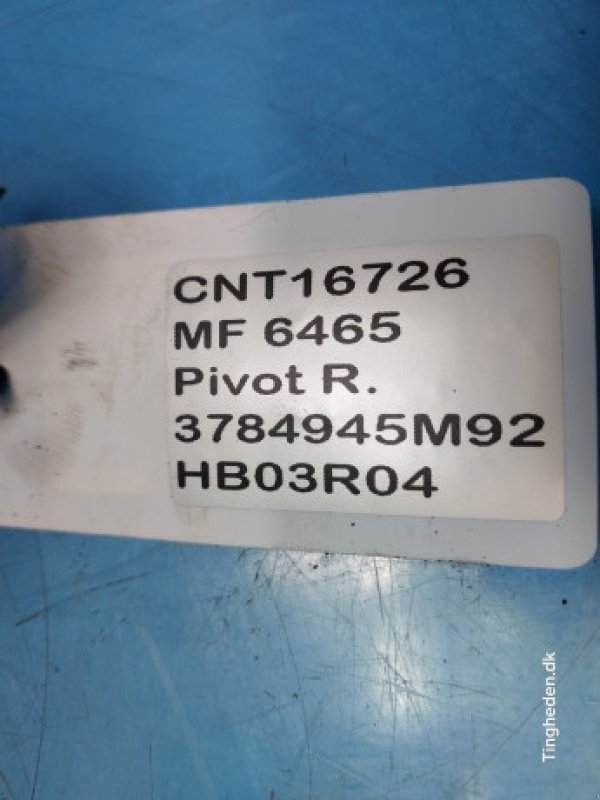 CNT16726
MF 6465
Pivot R.
3784945M92
HB03R04
Tingheden.dk